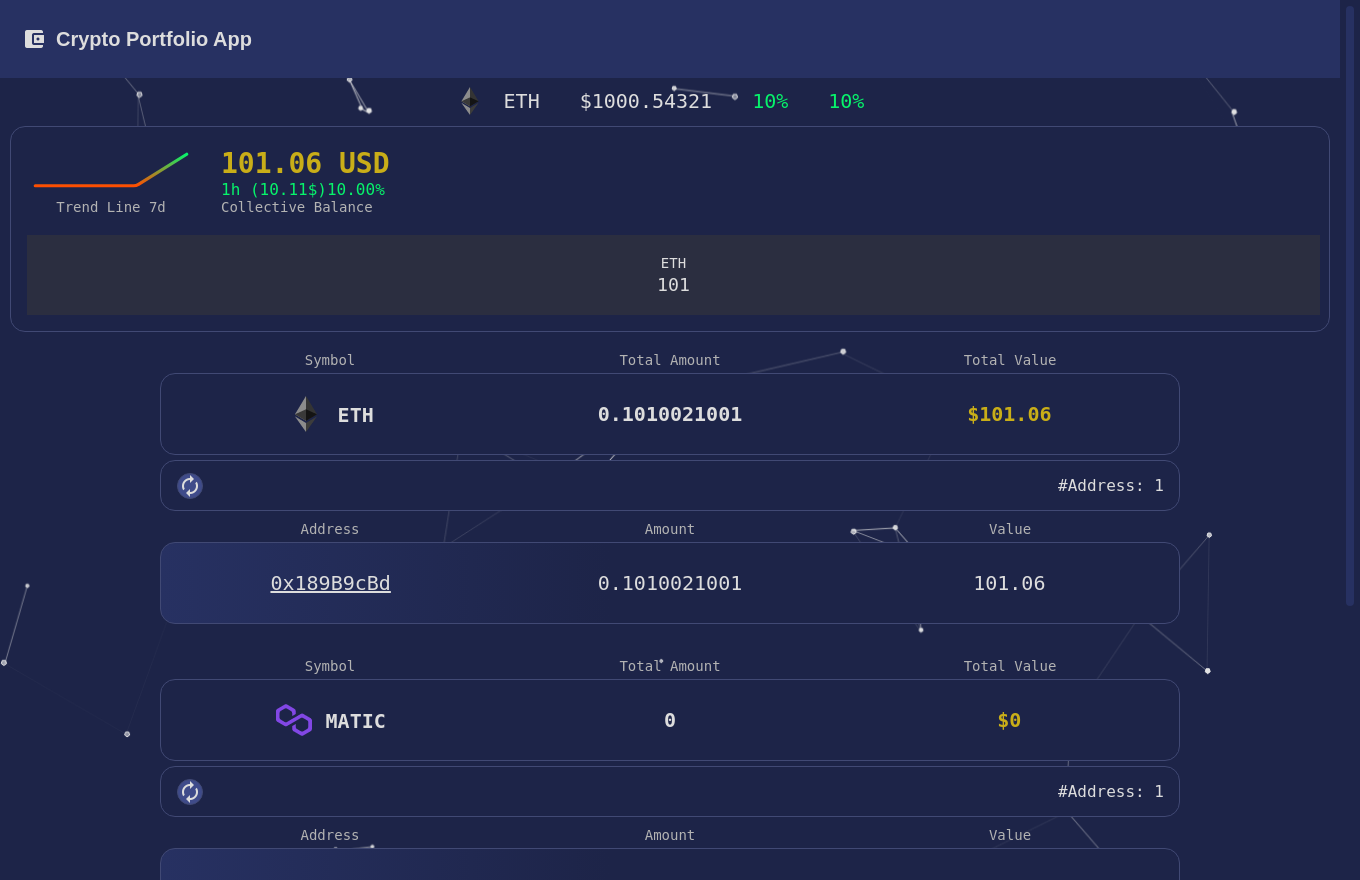 Crypto Portfolio App
ETH $1000.54321 10% 10%
101.06 USD
1h (10.11$)10.00%
Trend Line 7d Collective Balance
ETH
101
Symbol Total Amount Total Value
ETH 0.1010021001 $101.06
#Address: 1
Address Amount Value
0x189B9cBd 0.1010021001 101.06
Symbol Total Amount Total Value
MATIC 0 $0
#Address: 1
Address Amount Value